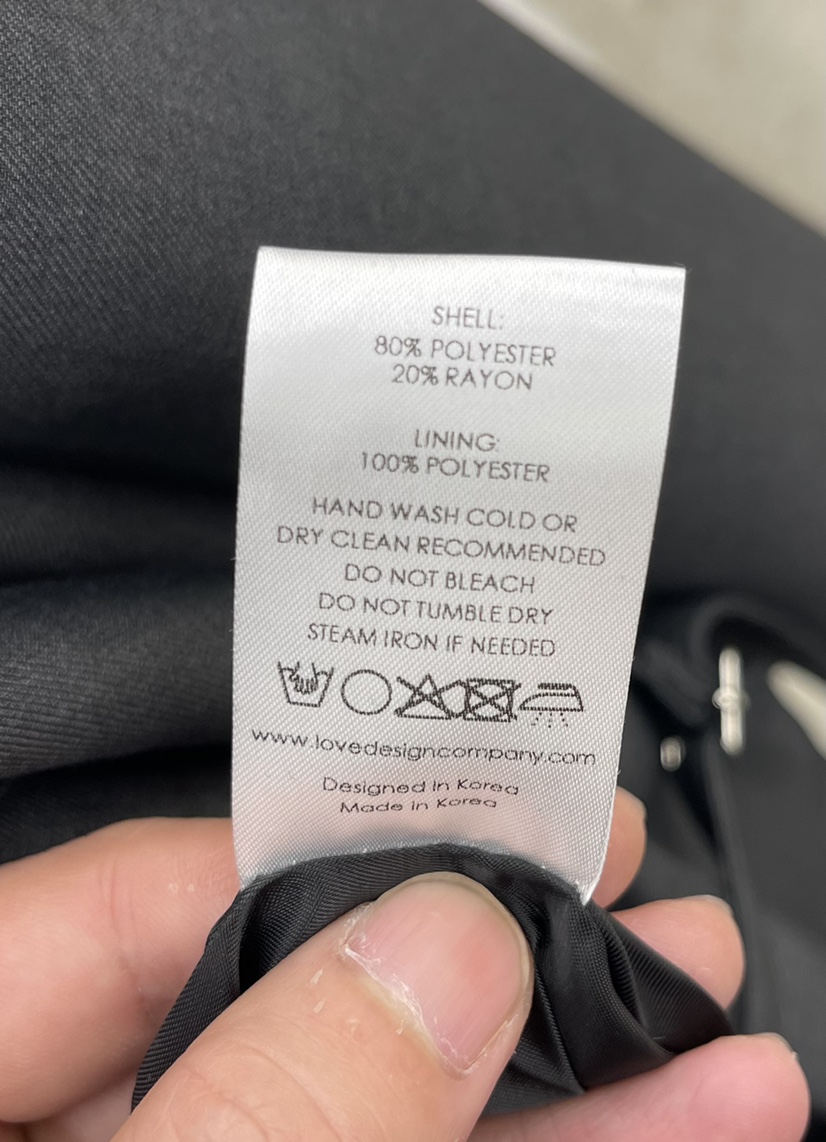 SHELL:
80% POLYESTER
20% RAYON
LINING:
100% POLYESTER
HAND WASH COLD OR
DRY CLEAN RECOMMENDED
DO NOT BLEACH
DO NOT TUMBLE DRY
STEAM IRON IF NEEDED
www.lovedesigncompany.com
Designed in Korea
Made in Korea